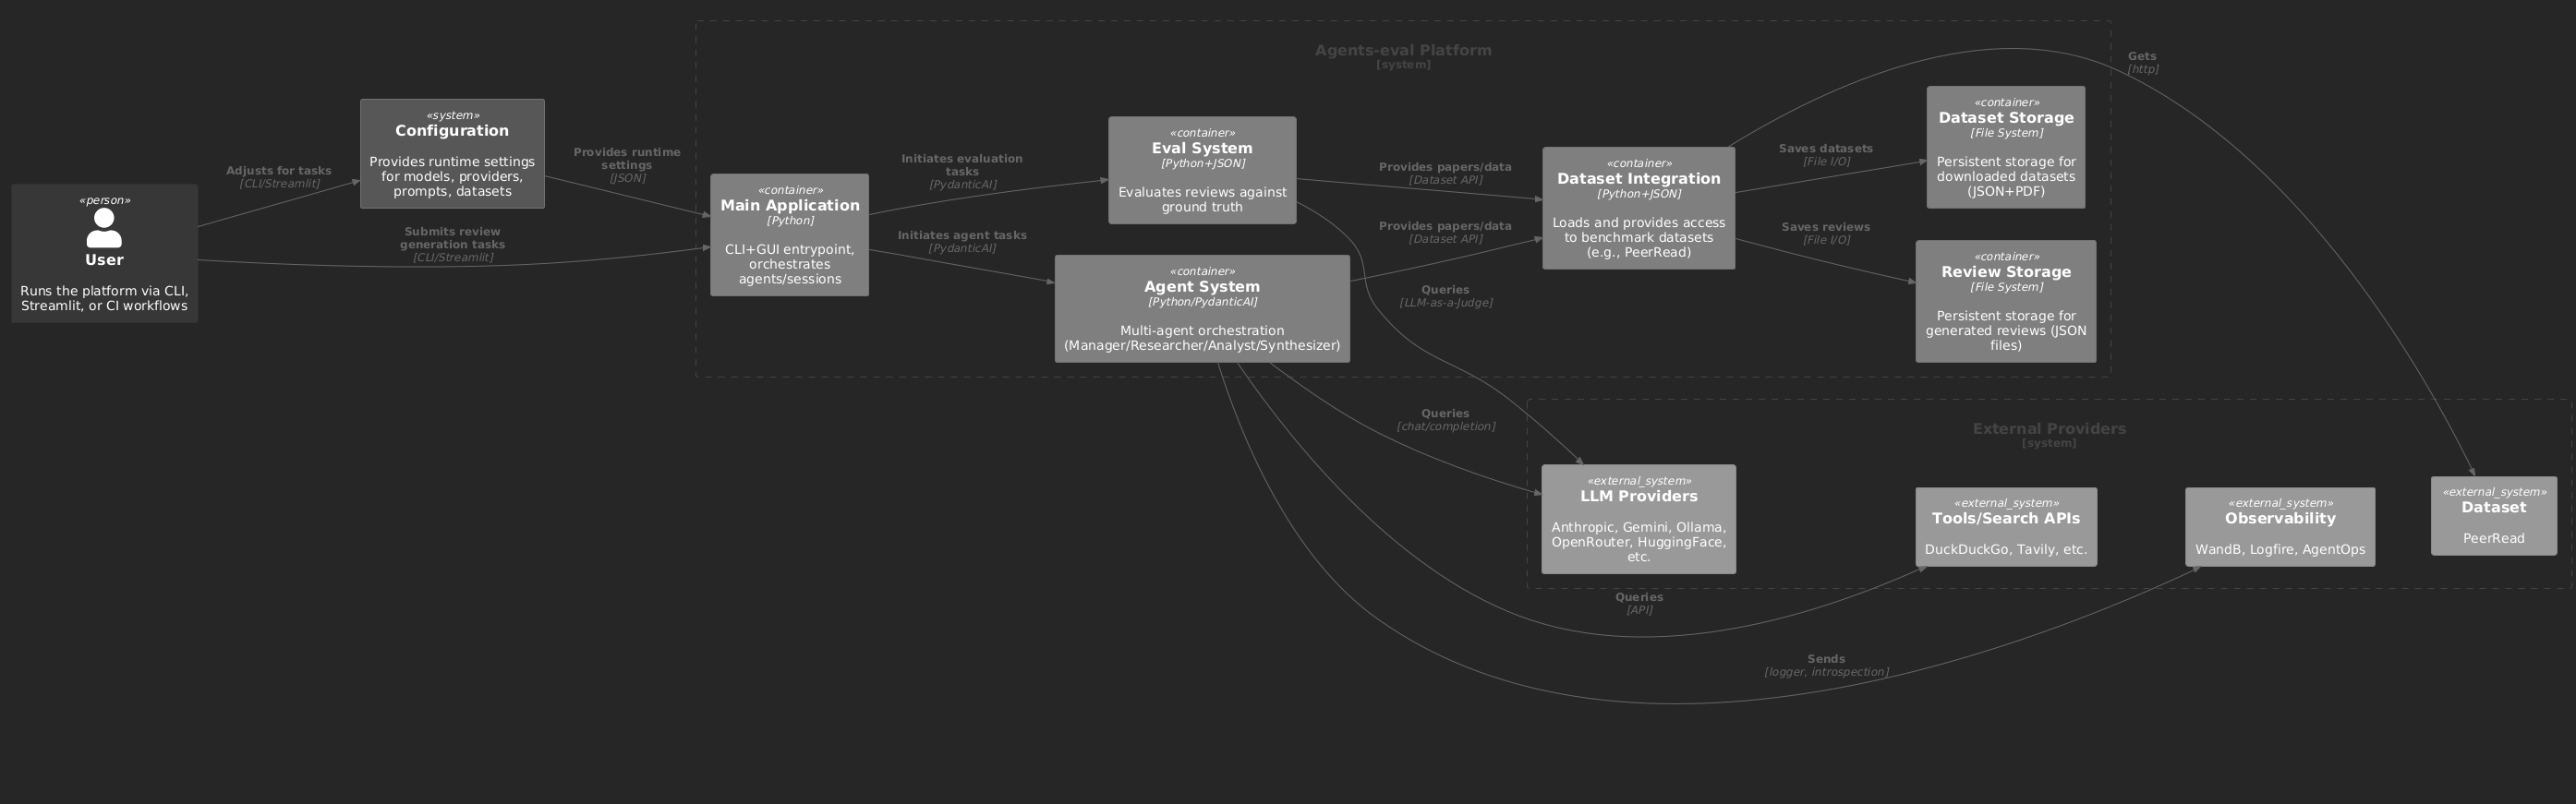 «person»
User
Runs the platform via CLI,
Streamlit, or CI workflows
Adjusts for tasks
[CLI/Streamlit]
Submits review
generation tasks
[CLI/Streamlit]
«system»
Configuration
Provides runtime settings
for models, providers,
prompts, datasets
Provides runtime
settings
[JSON]
Agents-eval Platform
[system]
«container»
Main Application
[Python]
CLI+GUI entrypoint,
orchestrates
agents/sessions
Initiates evaluation
tasks
[PydanticAI]
Initiates agent tasks
[PydanticAI]
«container»
Eval System
[Python+JSON]
Evaluates reviews against
ground truth
«container»
Agent System
[Python/PydanticAI]
Multi-agent orchestration
(Manager/Researcher/Analyst/Synthesizer)
Provides papers/data
[Dataset API]
Provides papers/data
[Dataset API]
Queries
[LLM-as-a-Judge]
Queries
[chat/completion]
«container»
Dataset Integration
[Python+JSON]
Loads and provides access
to benchmark datasets
(e.g., PeerRead)
Saves datasets
[File I/O]
Saves reviews
[File I/O]
«container»
Dataset Storage
[File System]
Persistent storage for
downloaded datasets
(JSON+PDF)
«container»
Review Storage
[File System]
Persistent storage for
generated reviews (JSON
files)
Gets
[http]
External Providers
[system]
«external_system»
LLM Providers
Anthropic, Gemini, Ollama,
OpenRouter, HuggingFace,
etc.
«external_system»
Tools/Search APIs
DuckDuckGo, Tavily, etc.
«external_system»
Observability
WandB, Logfire, AgentOps
«external_system»
Dataset
PeerRead
Queries
[API]
Sends
[logger, introspection]